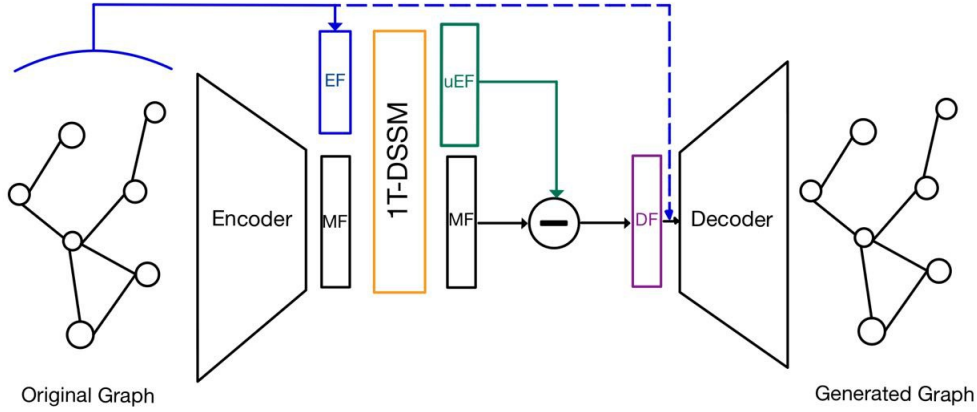 EF
uEF
1T-DSSM
Encoder
MF
MF
DF
Decoder
Original Graph
Generated Graph